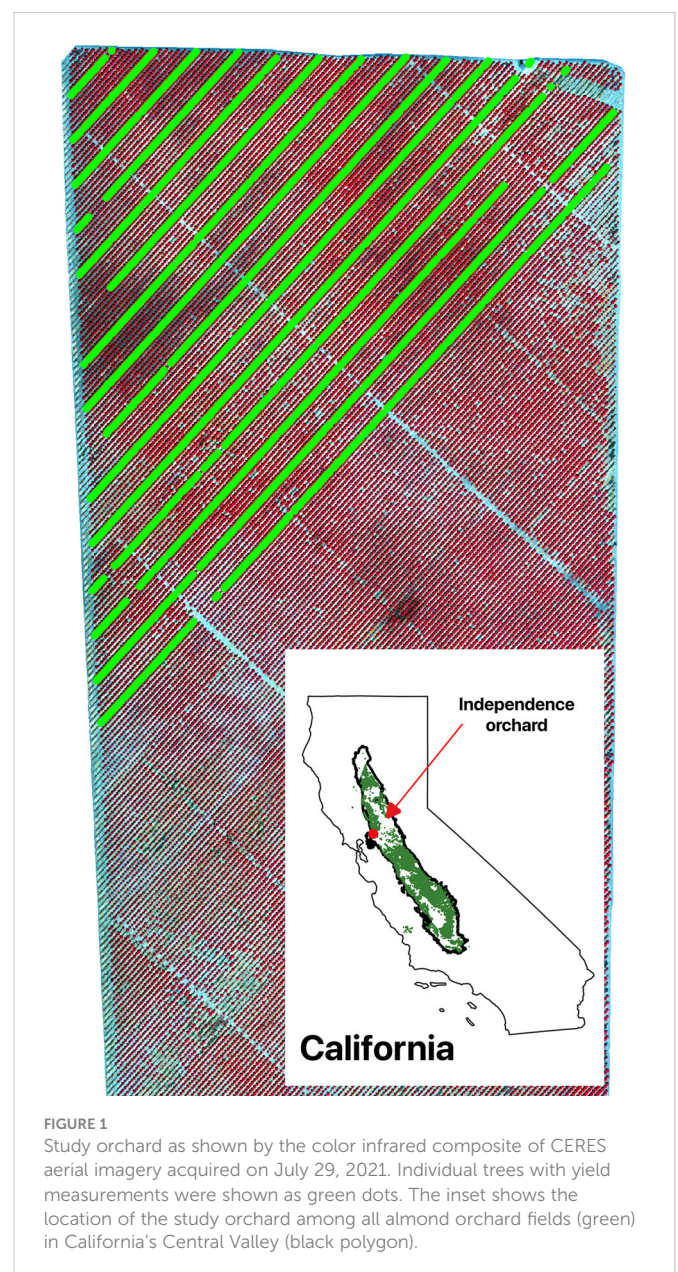 Independence
orchard
California
FIGURE 1
Study orchard as shown by the color infrared composite of CERES
aerial imagery acquired on July 29, 2021. Individual trees with yield
measurements were shown as green dots. The inset shows the
location of the study orchard among all almond orchard fields (green)
in California's Central Valley (black polygon).